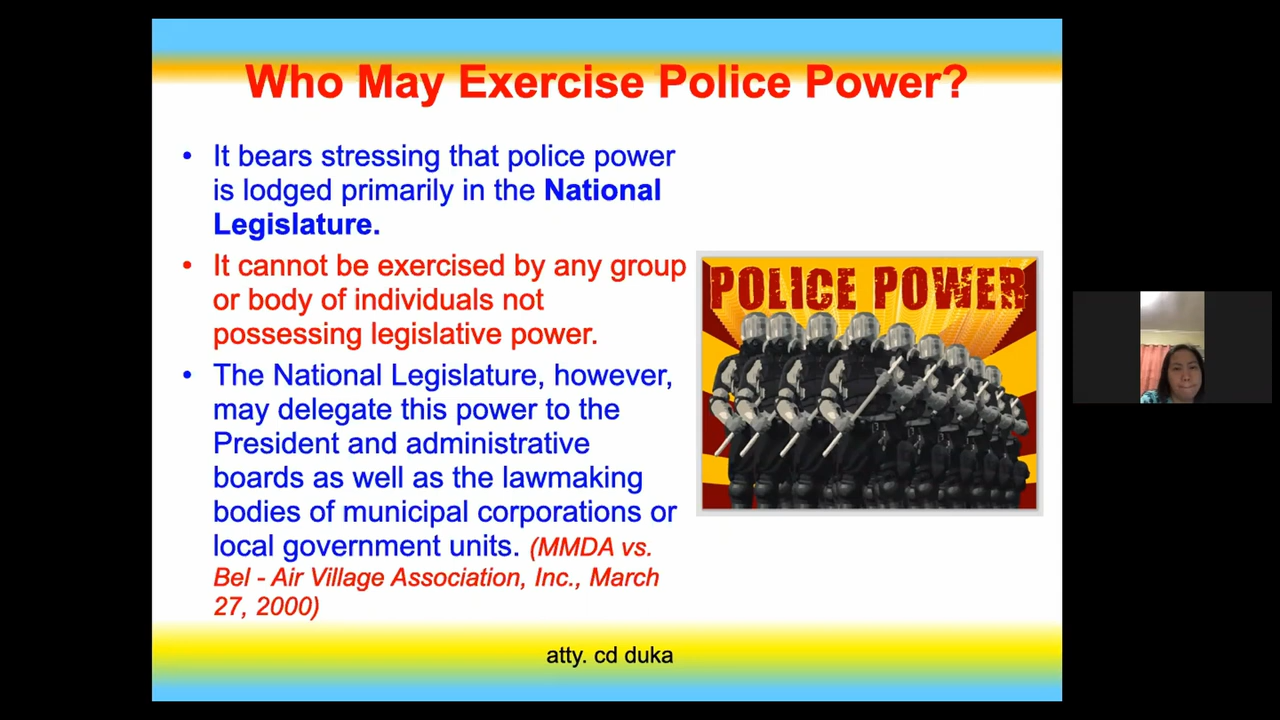 Who May Exercise Police Power?
• It bears stressing that police power
is lodged primarily in the National
Legislature.
• It cannot be exercised by any group
or body of individuals not
possessing legislative power.
• The National Legislature, however,
may delegate this power to the
President and administrative
boards as well as the lawmaking
bodies of municipal corporations or
local government units. (MMDA vs.
Bel - Air Village Association, Inc., March
27, 2000)
POLICE POWER
atty. cd duka